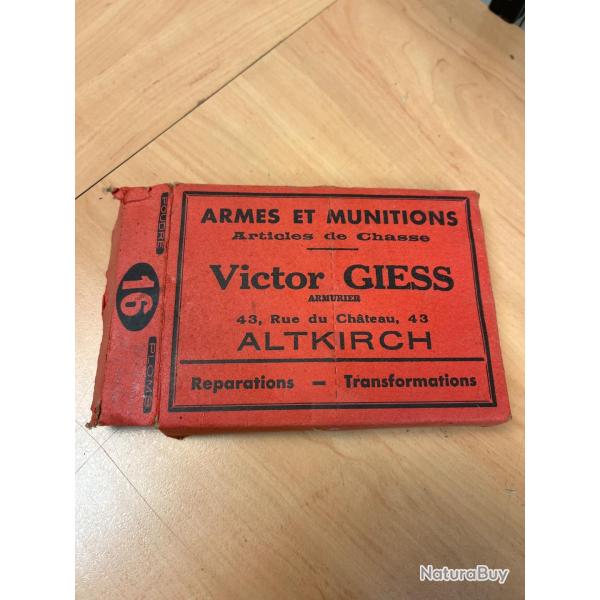 ARMES ET MUNITIONS
Articles de Chasse
Victor GIESS
ARMURIER
43, Rue du Château, 43
ALTKIRCH
Reparations — Transformations
POUDRE
16
PLOMB
NaturaBuy